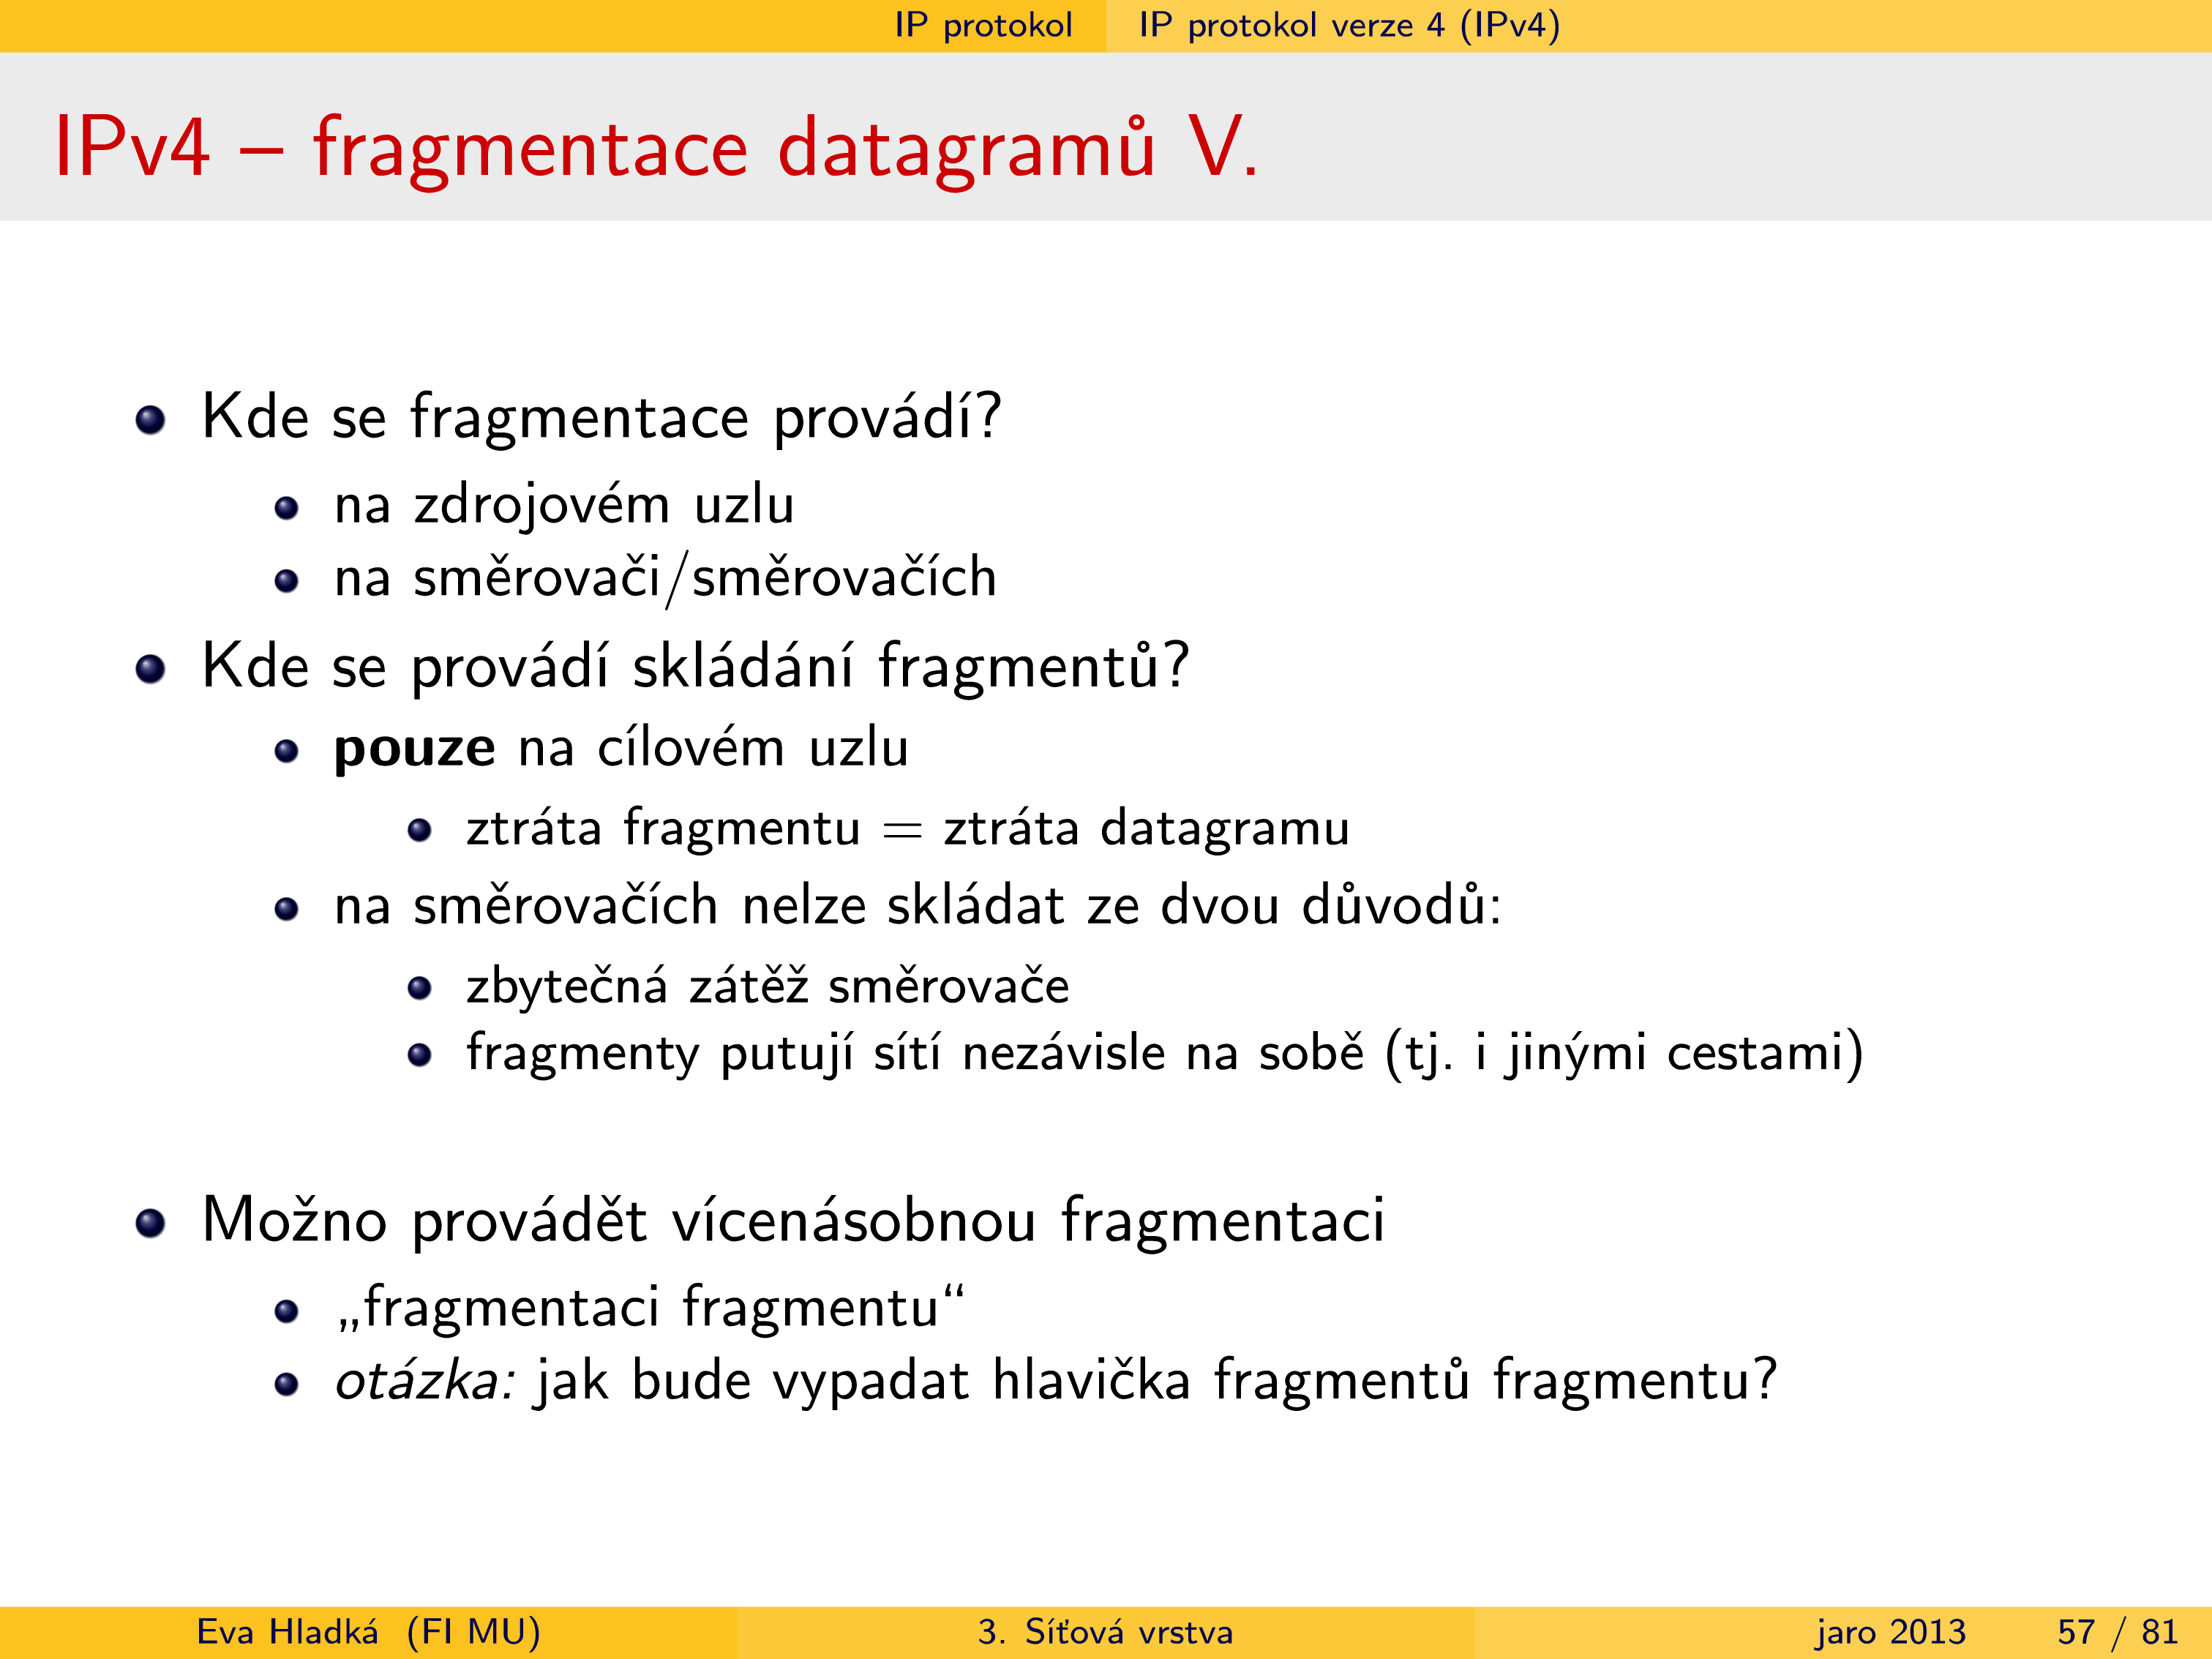 IP protokol IP protokol verze 4 (IPv4)
IPv4 – fragmentace datagramů V.
Kde se fragmentace provádí?
na zdrojovém uzlu
na směrovači/směrovačích
Kde se provádí skládání fragmentů?
pouze na cílovém uzlu
ztráta fragmentu = ztráta datagramu
na směrovačích nelze skládat ze dvou důvodů:
zbytečná zátěž směrovače
fragmenty putují sítí nezávisle na sobě (tj. i jinými cestami)
Možno provádět vícenásobnou fragmentaci
„fragmentaci fragmentu“
otázka: jak bude vypadat hlavička fragmentů fragmentu?
Eva Hladká (FI MU) 3. Síťová vrstva jaro 2013 57 / 81